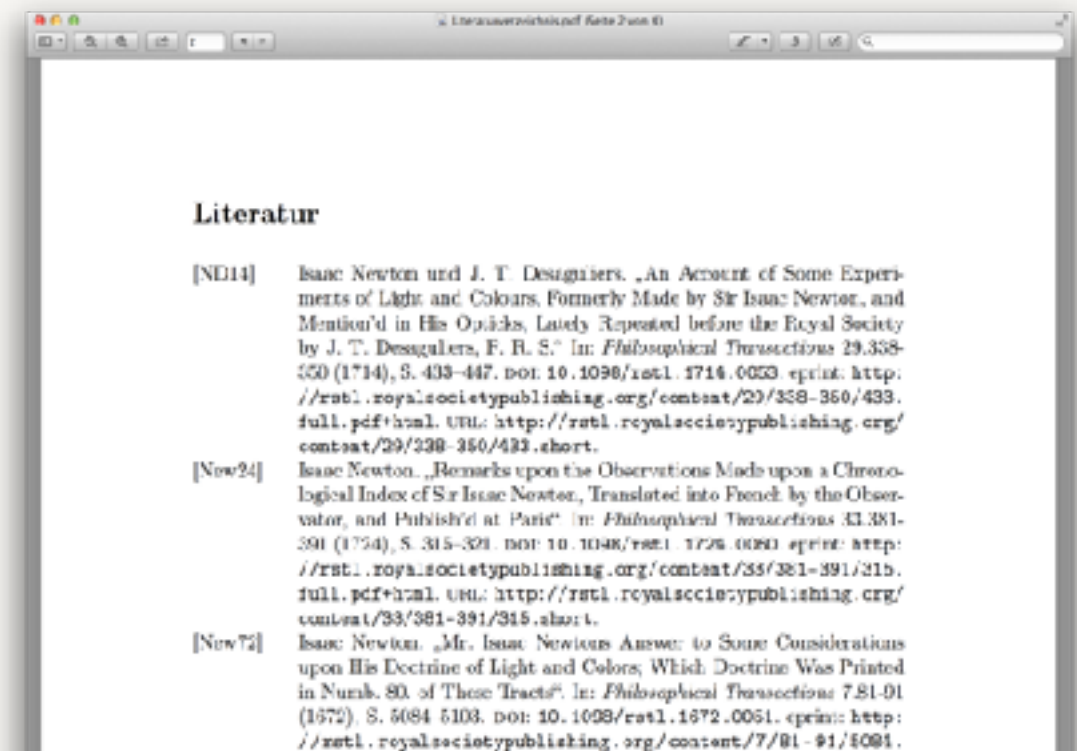 Literaturverzeichnis.pdf (Seite 2 von 6)
Literatur
[ND14] Isaac Newton und J. T. Desaguliers. „An Account of Some Experi-
ments of Light and Colours, Formerly Made by Sir Isaac Newton, and
Mention'd in His Opticks, Lately Repeated before the Royal Society
by J. T. Desaguliers, F. R. S.“ In: Philosophical Transactions 29.338-
350 (1714), S. 433–447. DOI: 10.1098/rstl.1714.0053. eprint: http:
//rstl.royalsocietypublishing.org/content/29/338-350/433.
full.pdf+html. URL: http://rstl.royalsocietypublishing.org/
content/29/338-350/433.short.
[New24] Isaac Newton. „Remarks upon the Observations Made upon a Chrono-
logical Index of Sir Isaac Newton, Translated into French by the Obser-
vator, and Publish'd at Paris“. In: Philosophical Transactions 33.381-
391 (1724), S. 315–321. DOI: 10.1098/rstl.1724.0060. eprint: http:
//rstl.royalsocietypublishing.org/content/33/381-391/315.
full.pdf+html. URL: http://rstl.royalsocietypublishing.org/
content/33/381-391/315.short.
[New72] Isaac Newton. „Mr. Isaac Newtons Answer to Some Considerations
upon His Doctrine of Light and Colors; Which Doctrine Was Printed
in Numb. 80. of These Tracts“. In: Philosophical Transactions 7.81-91
(1672), S. 5084–5103. DOI: 10.1098/rstl.1672.0051. eprint: http:
//rstl.royalsocietypublishing.org/content/7/81-91/5084.